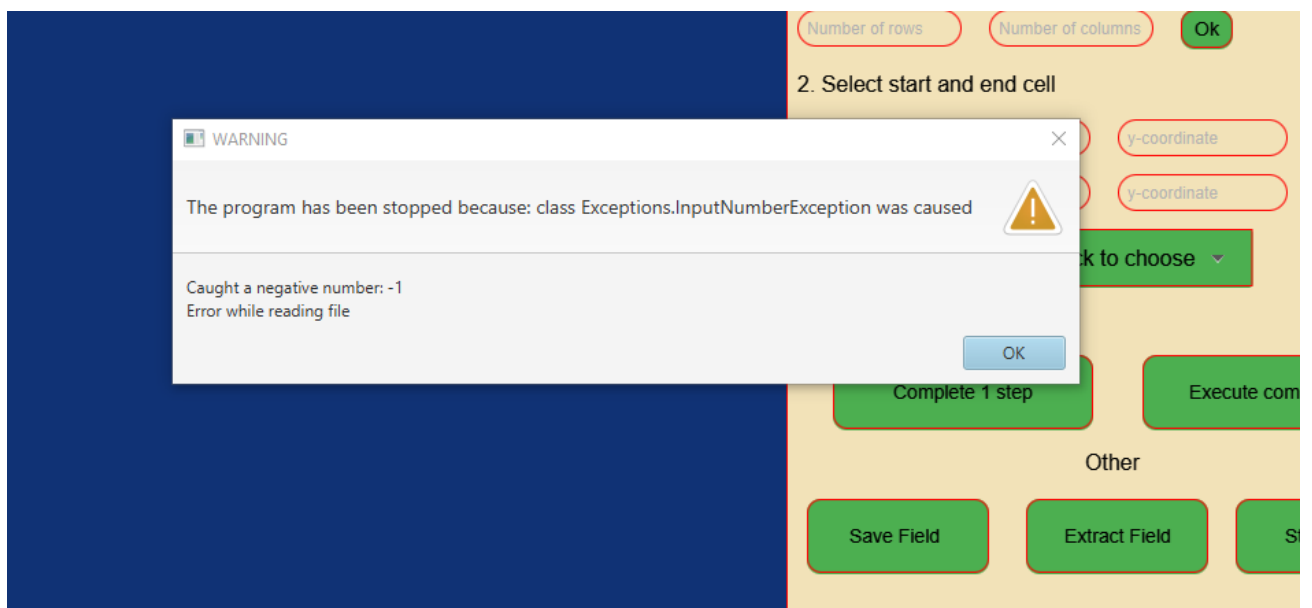 Number of rows Number of columns Ok
2. Select start and end cell
WARNING
y-coordinate
The program has been stopped because: class Exceptions.InputNumberException was caused
y-coordinate
to choose
Caught a negative number: -1
Error while reading file
OK
Complete 1 step Execute
Other
Save Field Extract Field